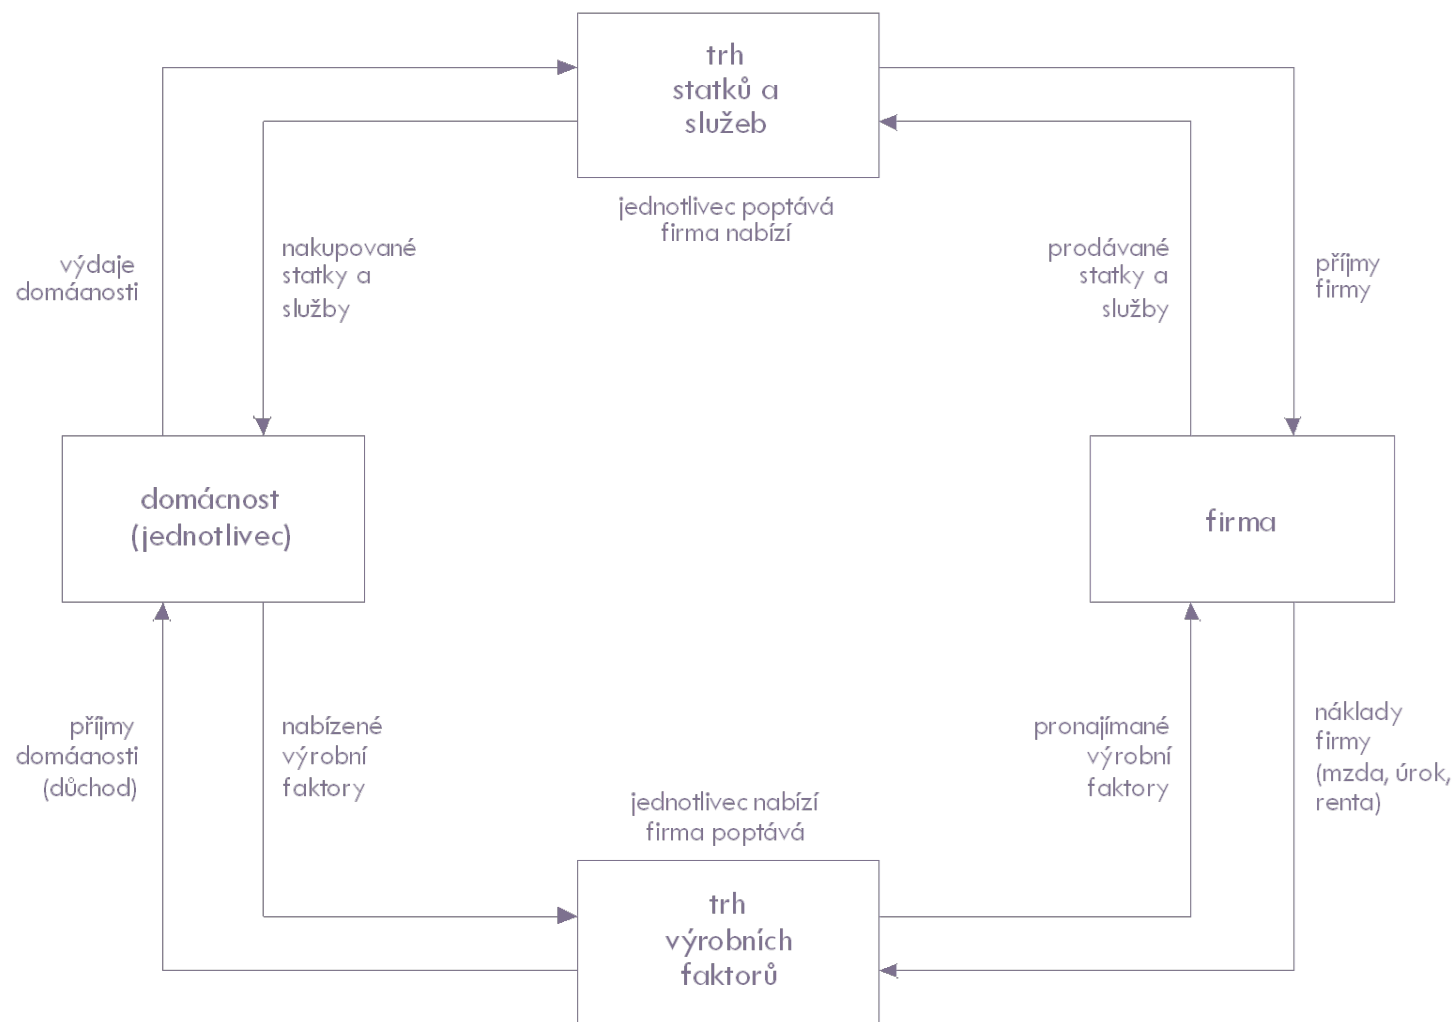 trh
statků a
služeb
jednotlivec poptává
firma nabízí
výdaje
domáanosti
nakupované
statky a
služby
prodávané
statky a
služby
příjmy
firmy
domácnost
(jednotlivec)
firma
příjmy
domáanosti
(důchod)
nabízené
výrobní
faktory
pronajímané
výrobní
faktory
náklady
firmy
(mzda, úrok,
renta)
jednotlivec nabízí
firma poptává
trh
výrobních
faktorů